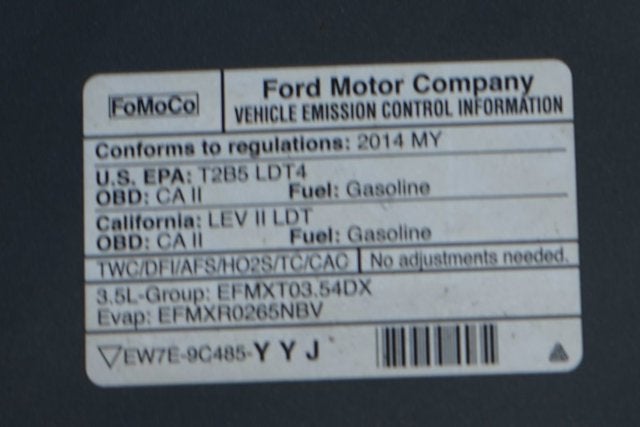 FoMoCo
Ford Motor Company
VEHICLE EMISSION CONTROL INFORMATION
Conforms to regulations: 2014 MY
U.S. EPA: T2B5 LDT4
OBD: CA II Fuel: Gasoline
California: LEV II LDT
OBD: CA II Fuel: Gasoline
TWC/DFI/AFS/HO2S/TC/CAC No adjustments needed.
3.5L-Group: EFMXT03.54DX
Evap: EFMXR0265NBV
EW7E-9C485-YYJ